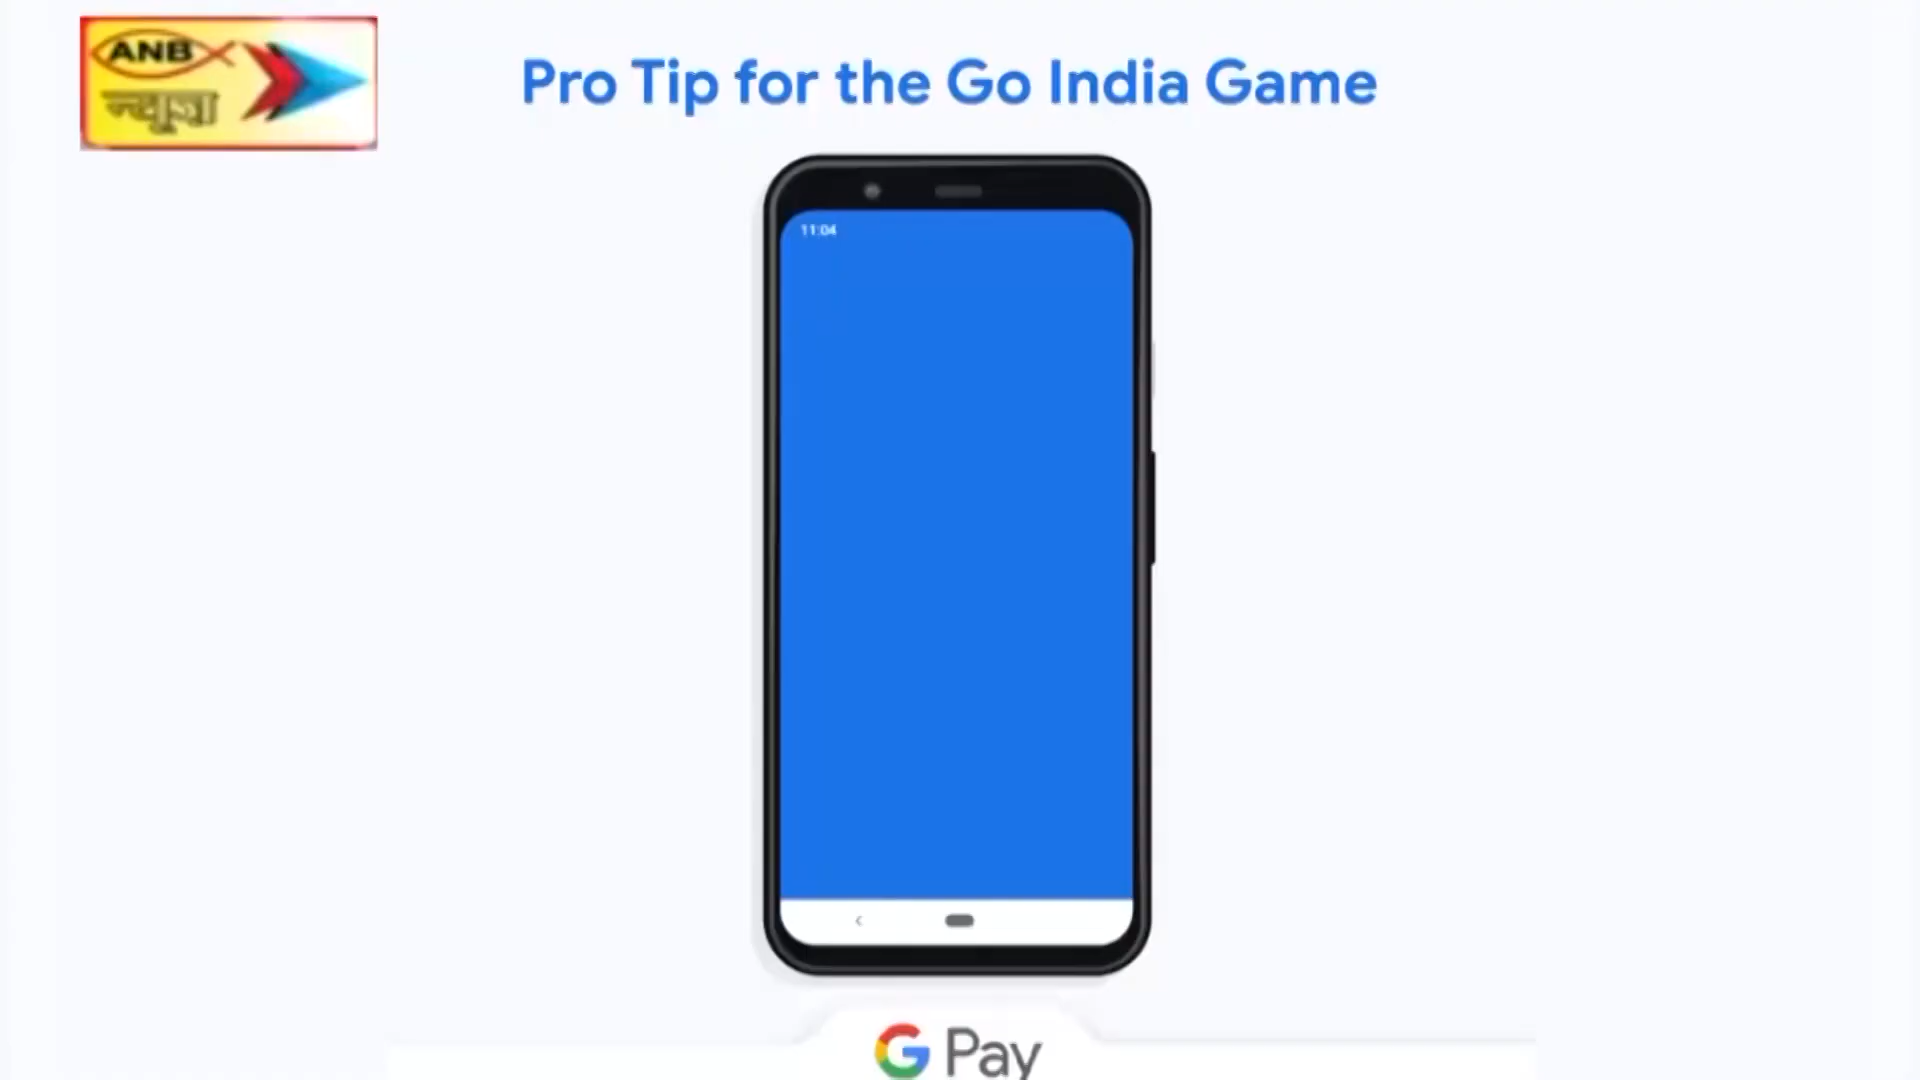 ANB
न्यूज़
Pro Tip for the Go India Game
11:04
G Pay